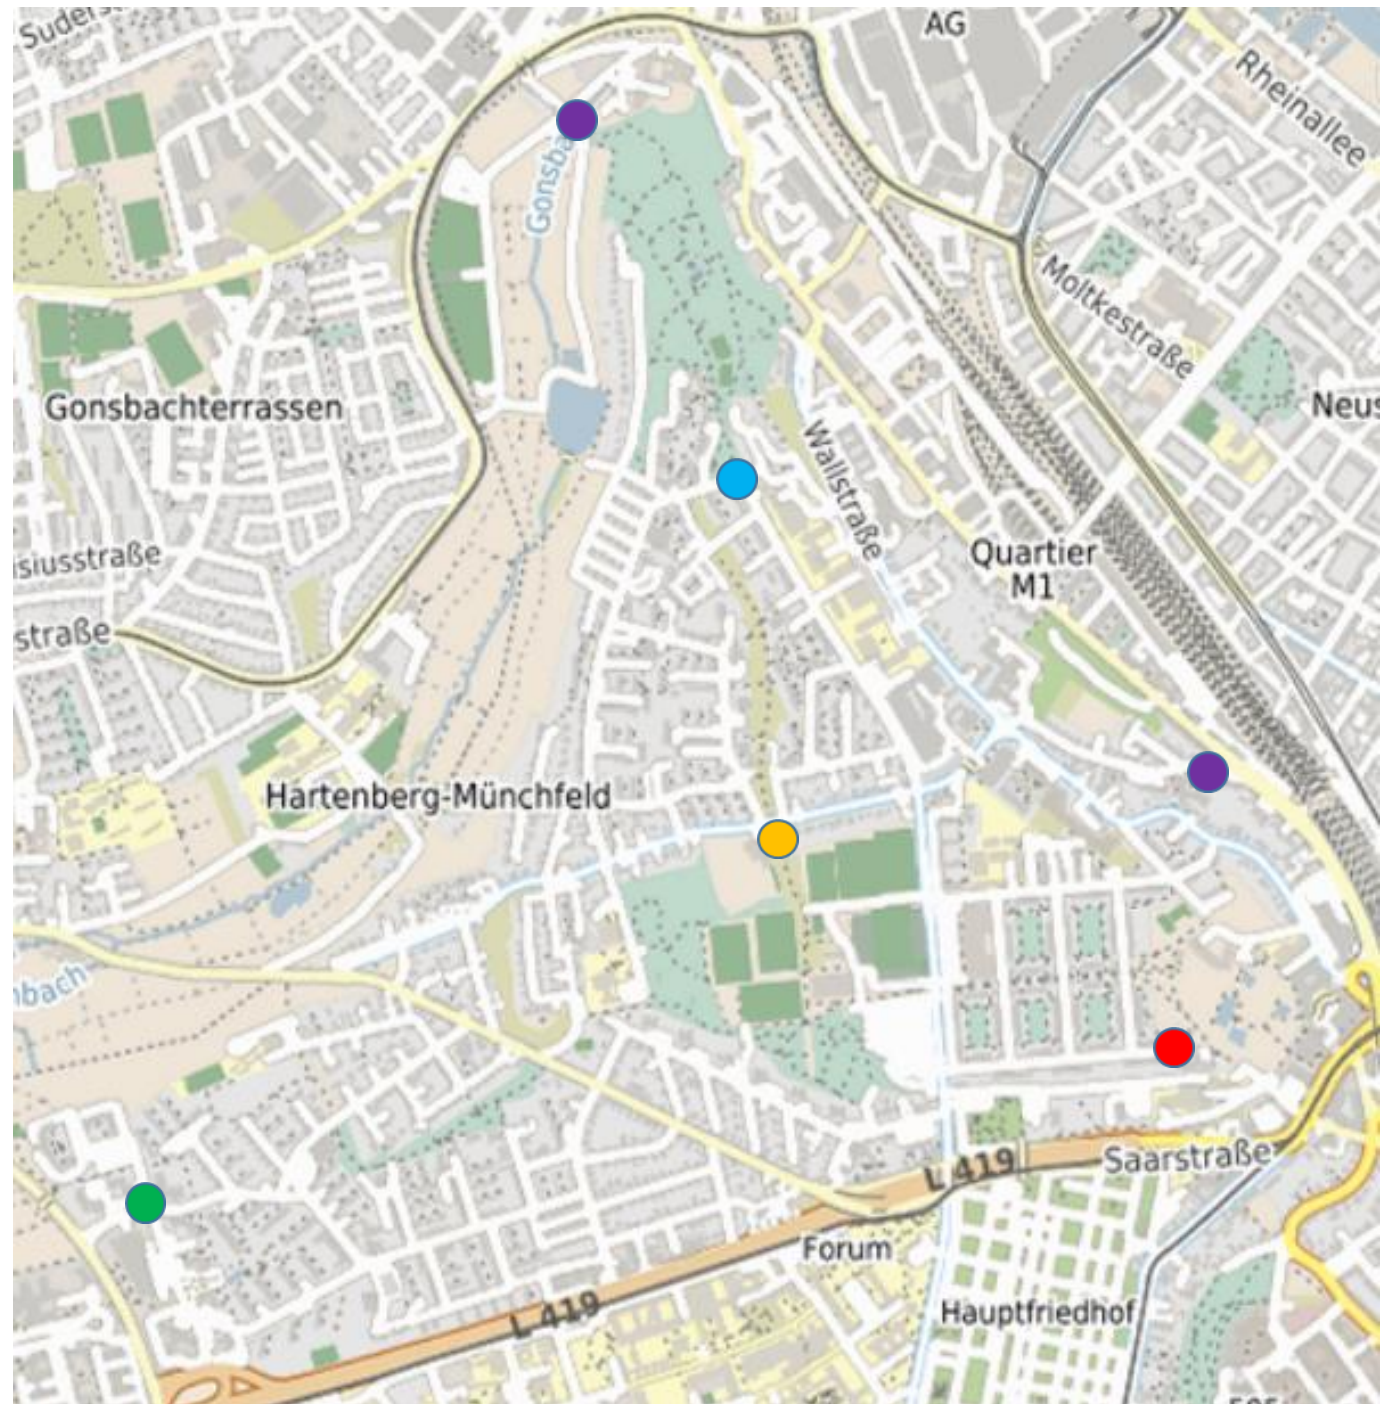 AG
Rheinallee
Moltkestraße
Gonsbachterrassen
Wallstraße
Quartier
M1
straße
Hartenberg-Münchfeld
L 419
Saarstraße
Forum
L 419
Hauptfriedhof